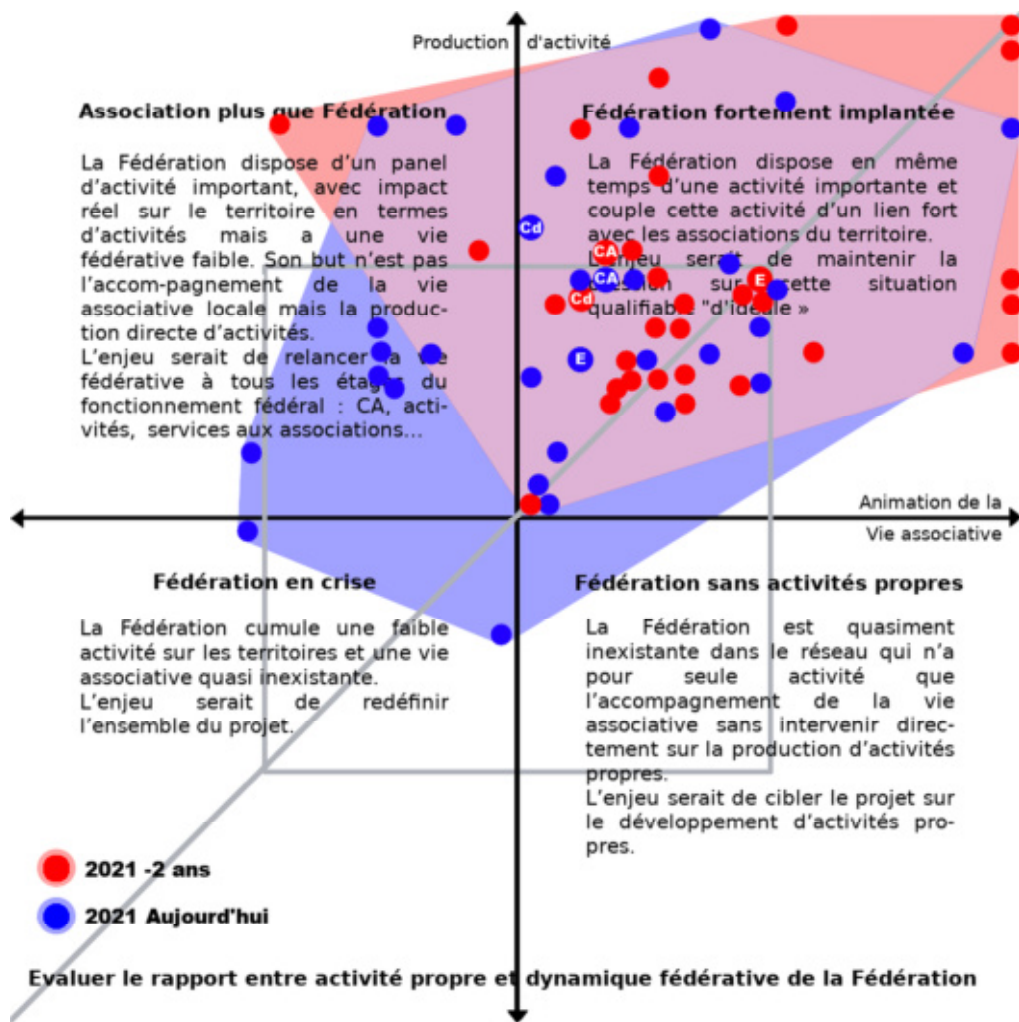 Production d'activité
Association plus que Fédération
La Fédération dispose d'un panel
d'activité important, avec impact
réel sur le territoire en termes
d'activités mais a une vie
fédérative faible. Son but n'est pas
l'accom-pagnement de la vie
associative locale mais la produc-
tion directe d'activités.
L'enjeu serait de relancer la vie
fédérative à tous les étages du
fonctionnement fédéral : CA, acti-
vités, services aux associations...
Fédération fortement implantée
La Fédération dispose en même
temps d'une activité importante et
couple cette activité d'un lien fort
avec les associations du territoire.
L'enjeu serait de maintenir la
sur cette situation
qualifiable "d'idéale »
Cd
CA
CA
Cd
E
E
Animation de la
Vie associative
Fédération en crise
La Fédération cumule une faible
activité sur les territoires et une vie
associative quasi inexistante.
L'enjeu serait de redéfinir
l'ensemble du projet.
Fédération sans activités propres
La Fédération est quasiment
inexistante dans le réseau qui n'a
pour seule activité que
l'accompagnement de la vie
associative sans intervenir direc-
tement sur la production d'activités
propres.
L'enjeu serait de cibler le projet sur
le développement d'activités pro-
pres.
2021 -2 ans
2021 Aujourd'hui
Evaluer le rapport entre activité propre et dynamique fédérative de la Fédération